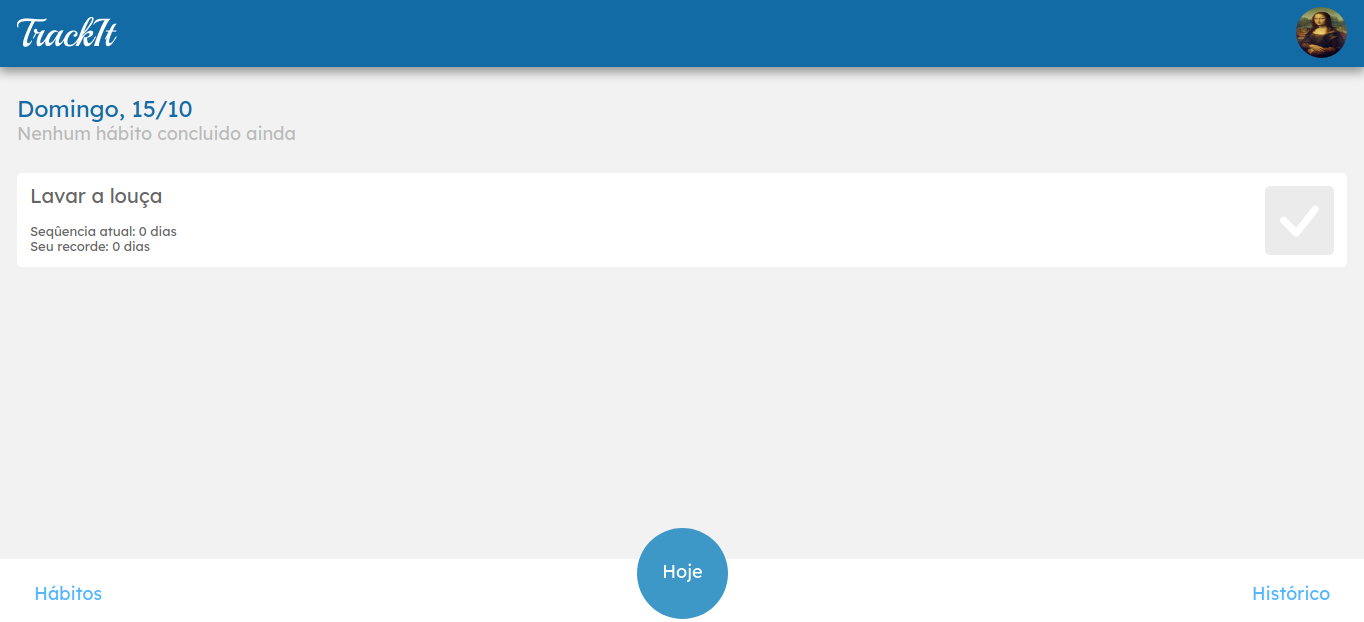 TrackIt
Domingo, 15/10
Nenhum hábito concluido ainda
Lavar a louça
Seqûencia atual: 0 dias
Seu recorde: 0 dias
Hoje
Hábitos
Histórico